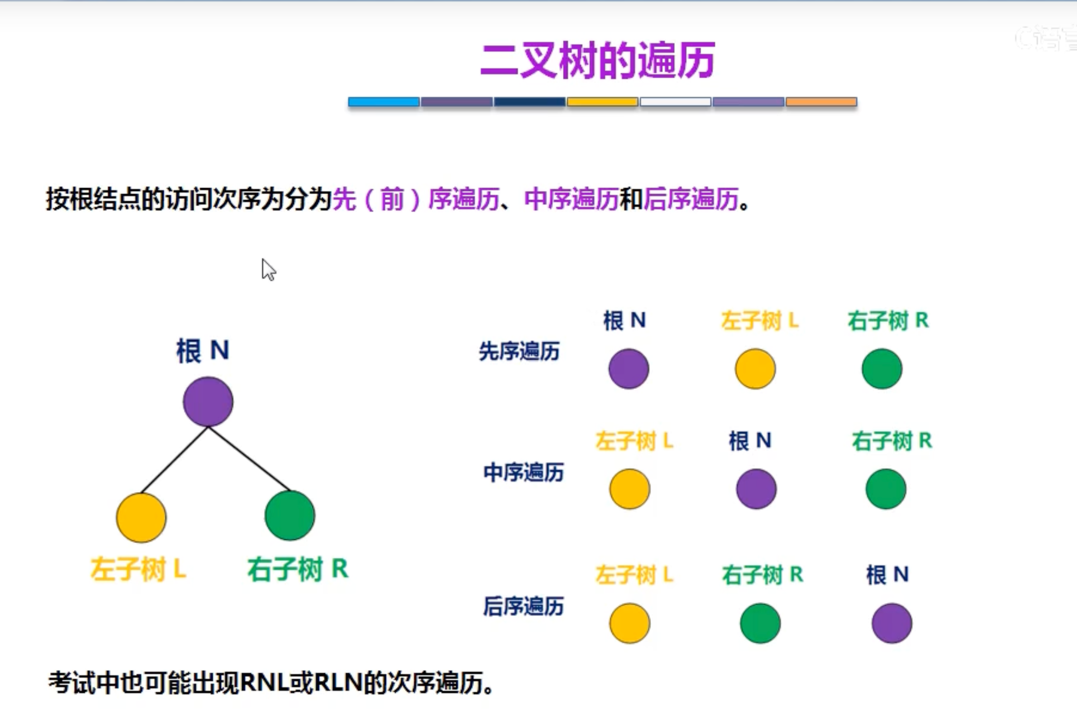 二叉树的遍历
按根结点的访问次序为分为先（前）序遍历、中序遍历和后序遍历。
根 N
左子树 L
右子树 R
先序遍历
根 N
左子树 L
右子树 R
中序遍历
左子树 L
根 N
右子树 R
后序遍历
左子树 L
右子树 R
根 N
考试中也可能出现RNL或RLN的次序遍历。